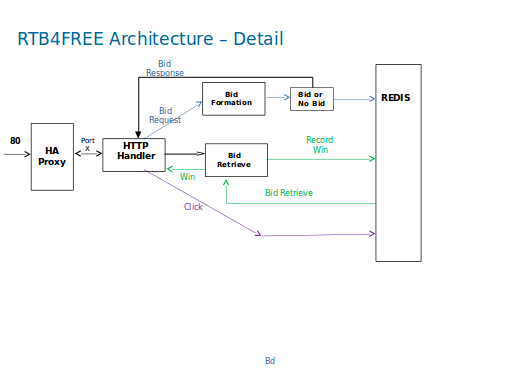 RTB4FREE Architecture – Detail
Bid
Response
Bid
Formation
Bid or
No Bid
REDIS
Bid
Request
80
HA
Proxy
Port
X
HTTP
Handler
Bid
Retrieve
Record
Win
Win
Bid Retrieve
Click
Bd